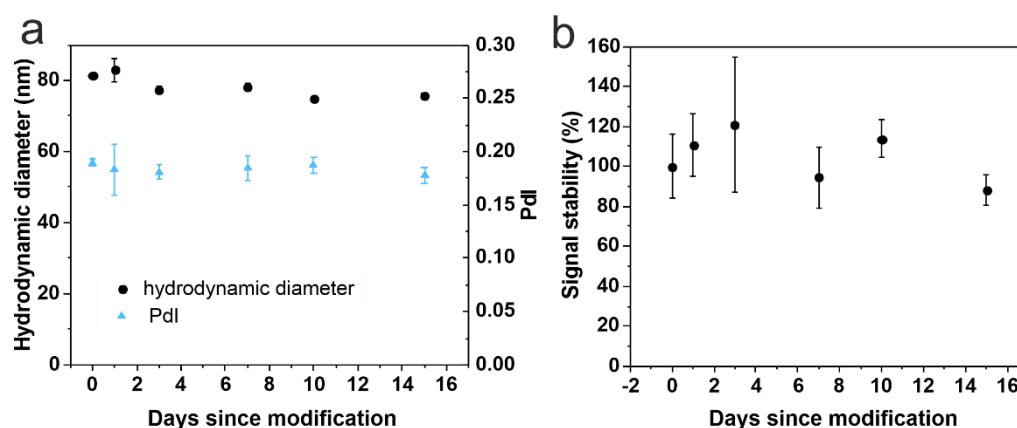 a
Hydrodynamic diameter (nm)
80
60
40
20
0
hydrodynamic diameter
PdI
0.30
0.25
0.20
0.15
0.10
0.05
0.00
PdI
0 2 4 6 8 10 12 14 16
Days since modification
b
Signal stability (%)
160
140
120
100
80
60
40
20
0
-2 0 2 4 6 8 10 12 14 16
Days since modification